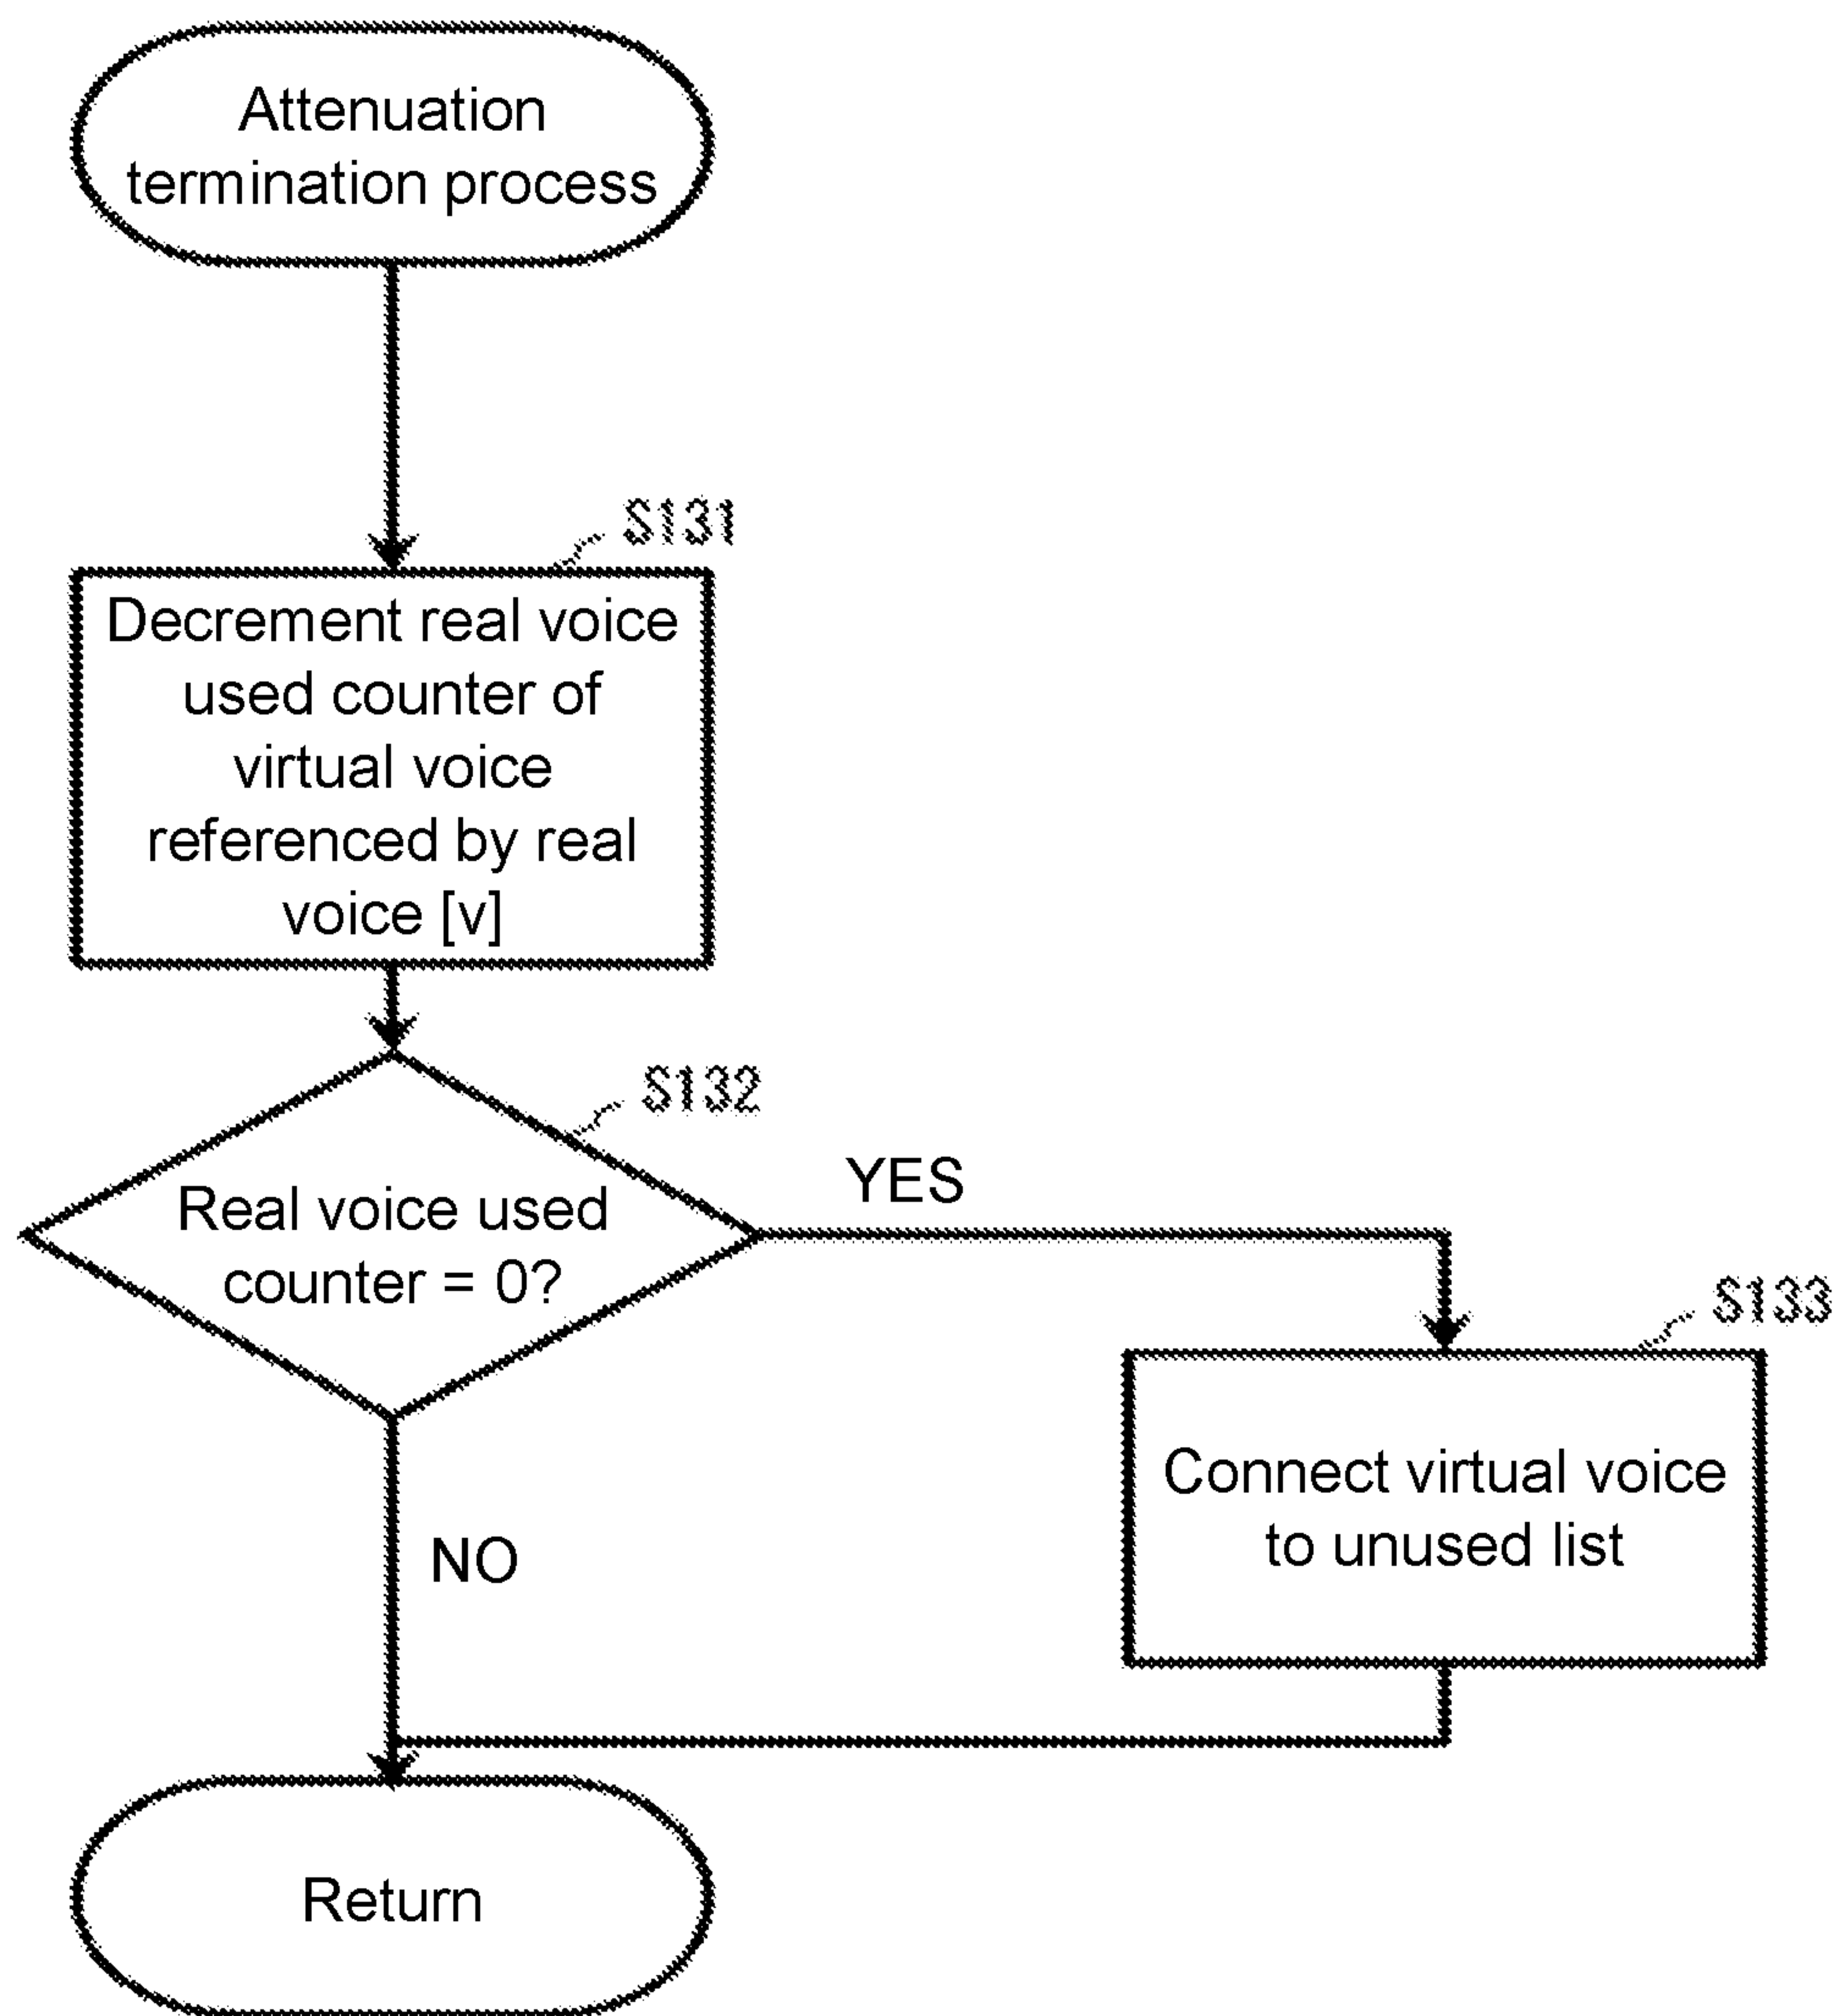 Attenuation
termination process
S131
Decrement real voice
used counter of
virtual voice
referenced by real
voice [v]
S132
Real voice used
counter = 0?
YES
S133
Connect virtual voice
to unused list
NO
Return